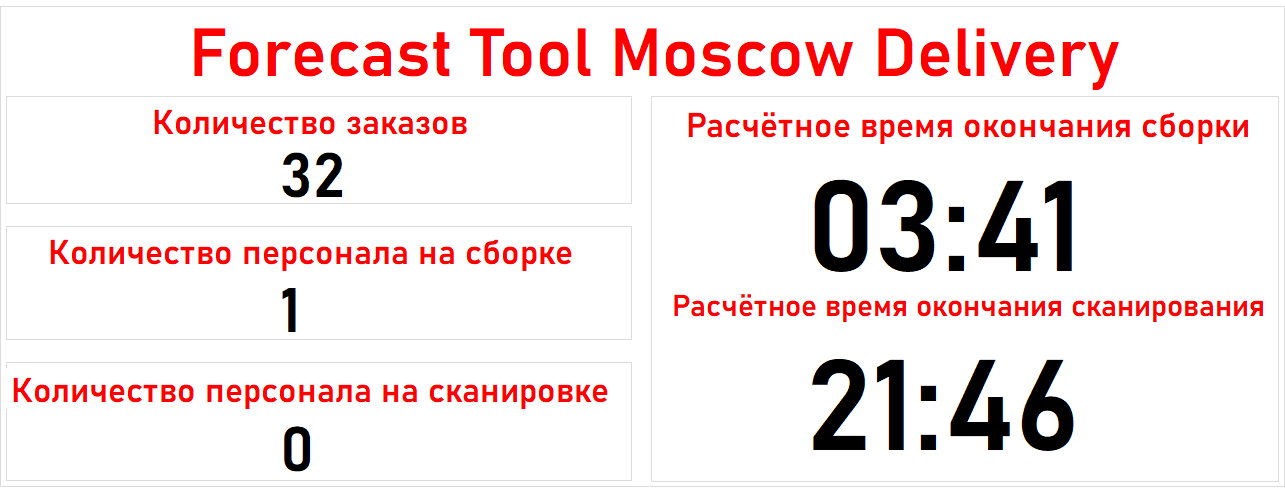 Forecast Tool Moscow Delivery
Количество заказов
32
Количество персонала на сборке
1
Количество персонала на сканировке
0
Расчётное время окончания сборки
03:41
Расчётное время окончания сканирования
21:46